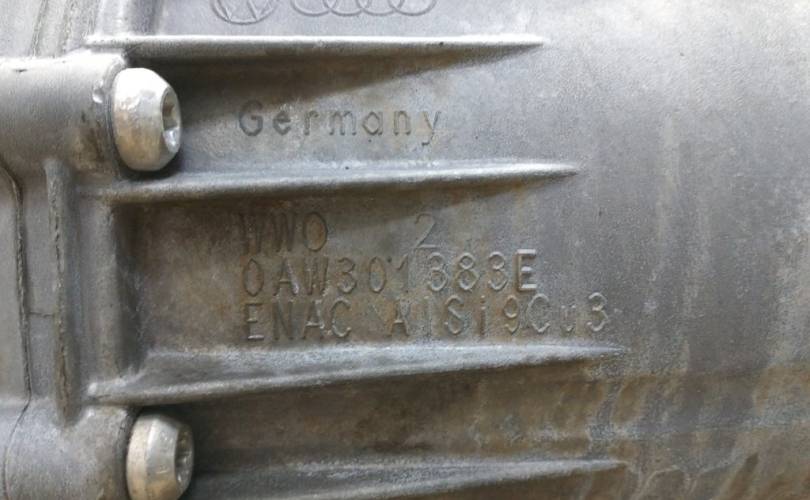 Germany
WWO 2
0AW301383E
ENAC AlSi9Cu3